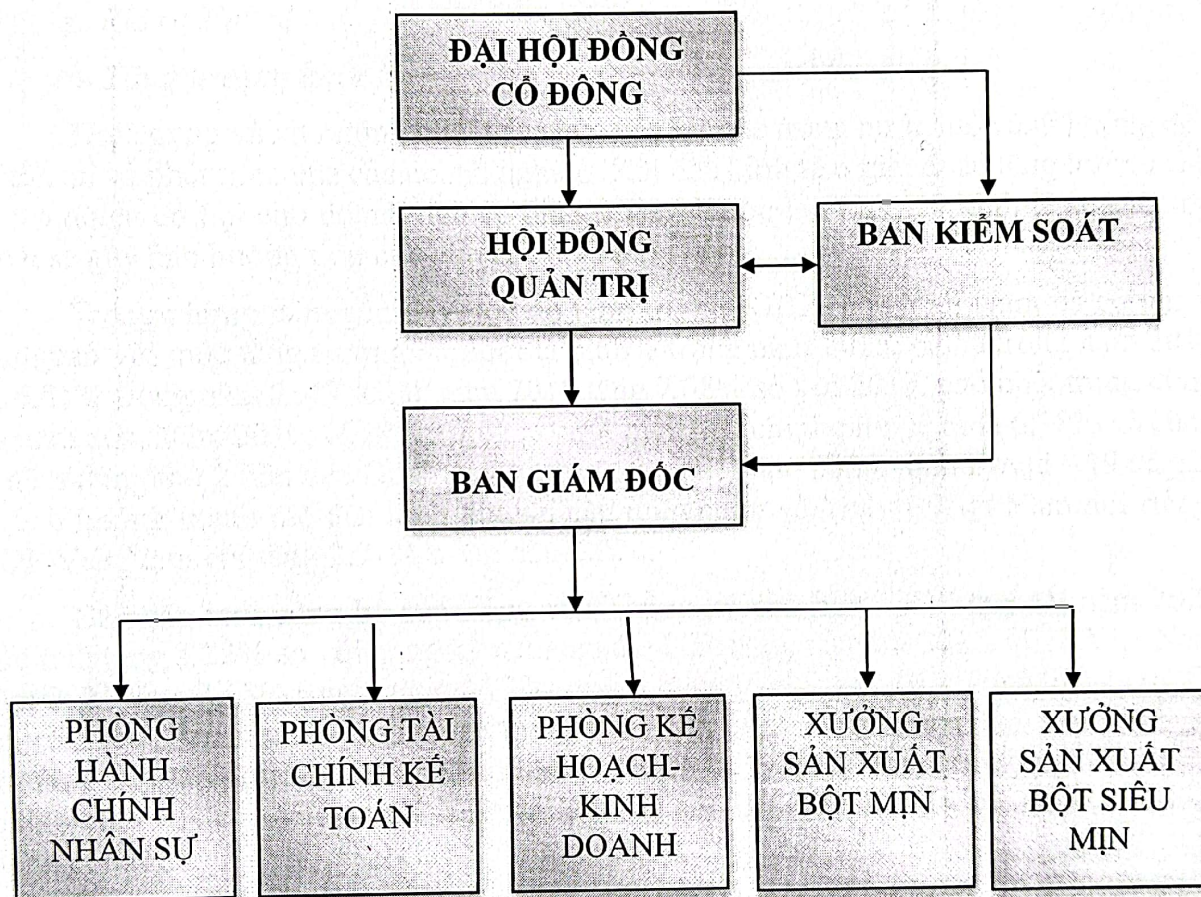 ĐẠI HỘI ĐỒNG
CỔ ĐÔNG
HỘI ĐỒNG
QUẢN TRỊ
BAN KIỂM SOÁT
BAN GIÁM ĐỐC
PHÒNG
HÀNH
CHÍNH
NHÂN SỰ
PHÒNG TÀI
CHÍNH KẾ
TOÁN
PHÒNG KẾ
HOẠCH-
KINH
DOANH
XƯỞNG
SẢN XUẤT
BỘT MỊN
XƯỞNG
SẢN XUẤT
BỘT SIÊU
MỊN